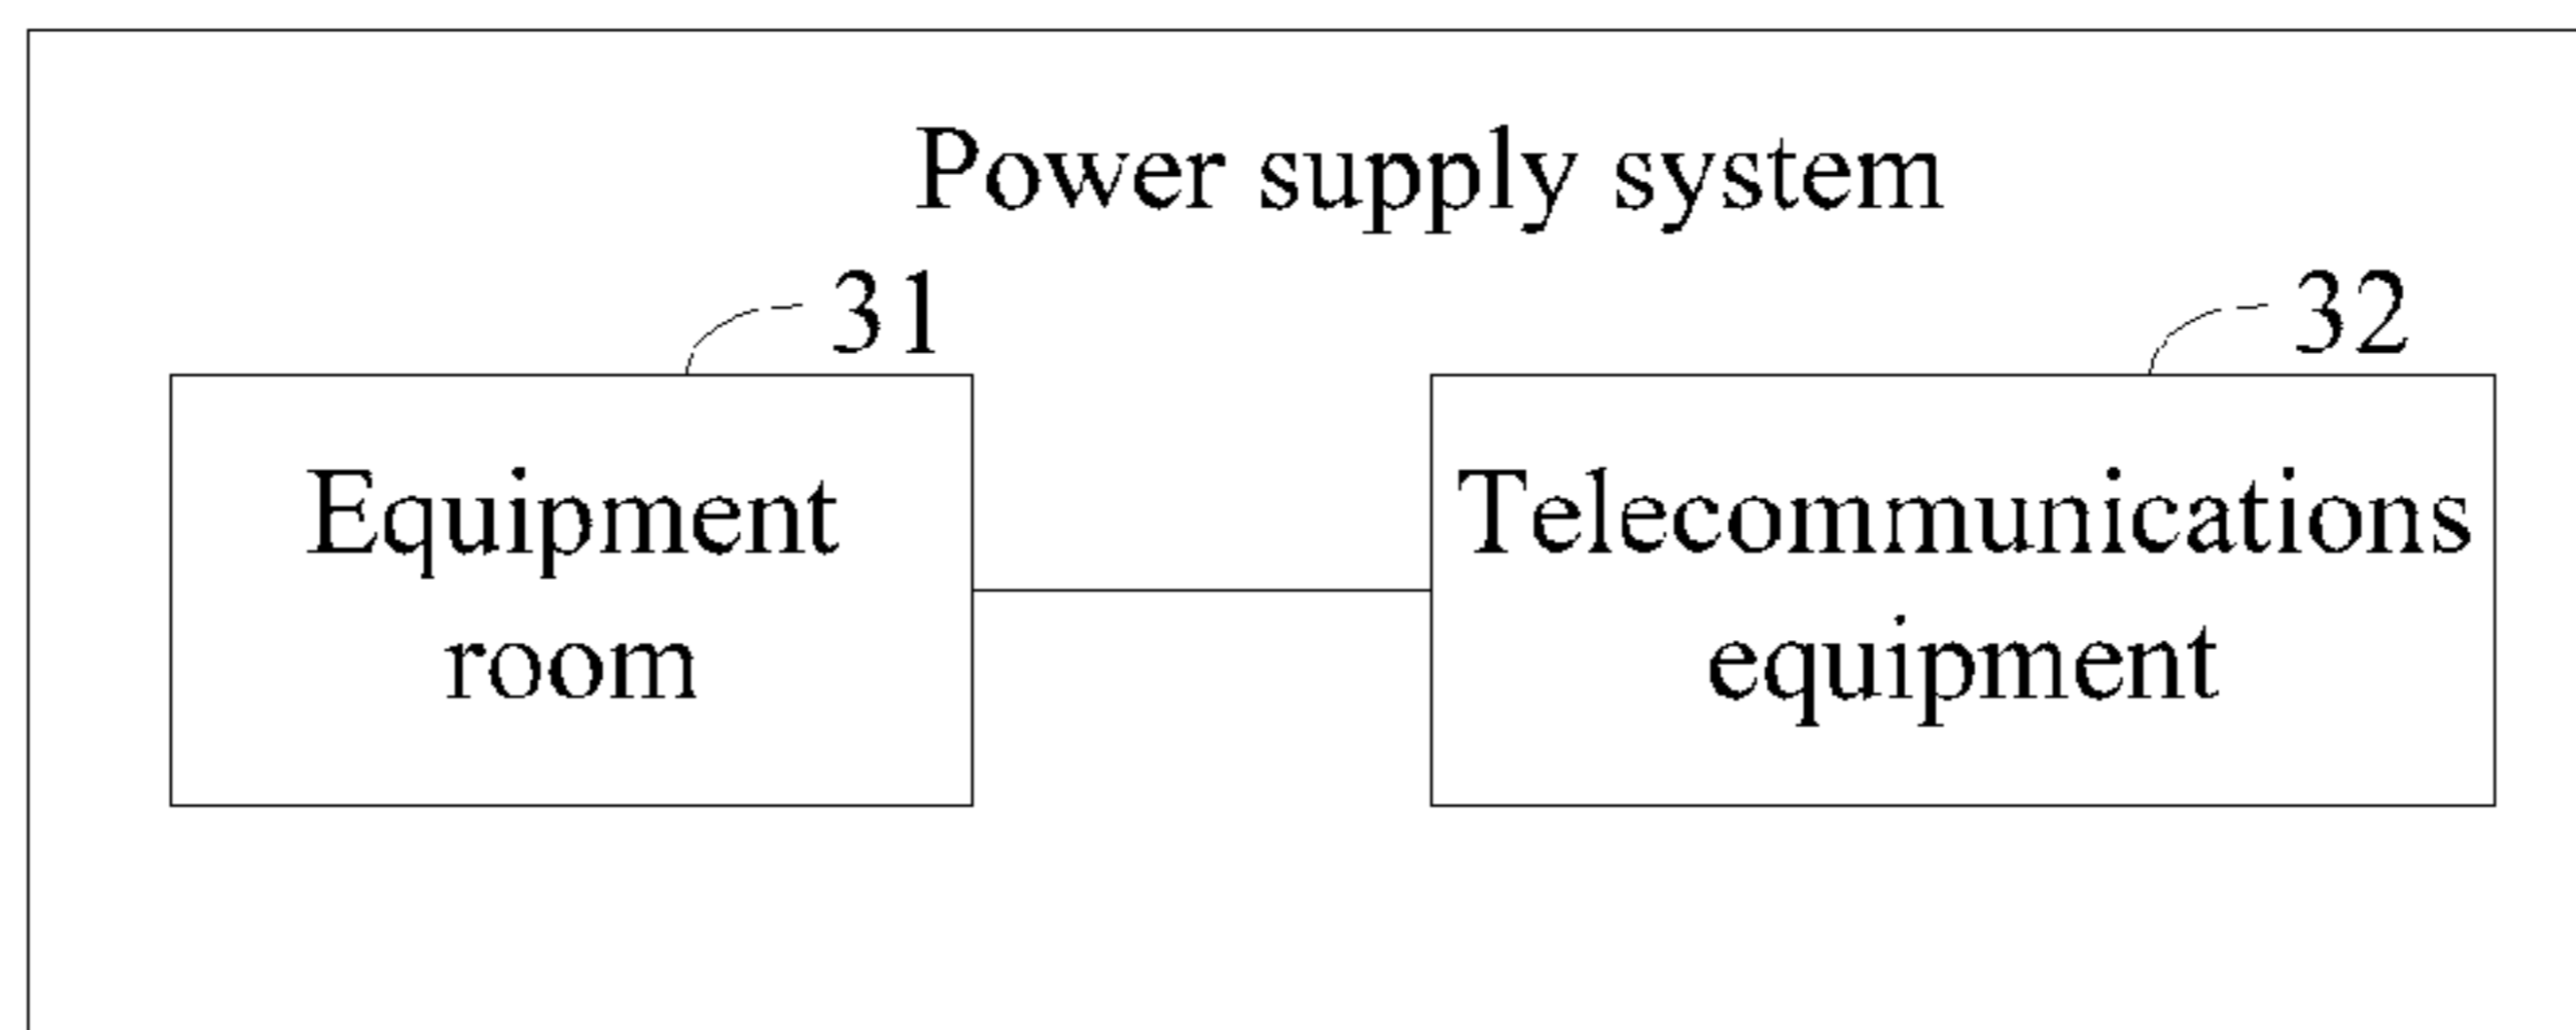 Power supply system
31
32
Equipment
room
Telecommunications
equipment